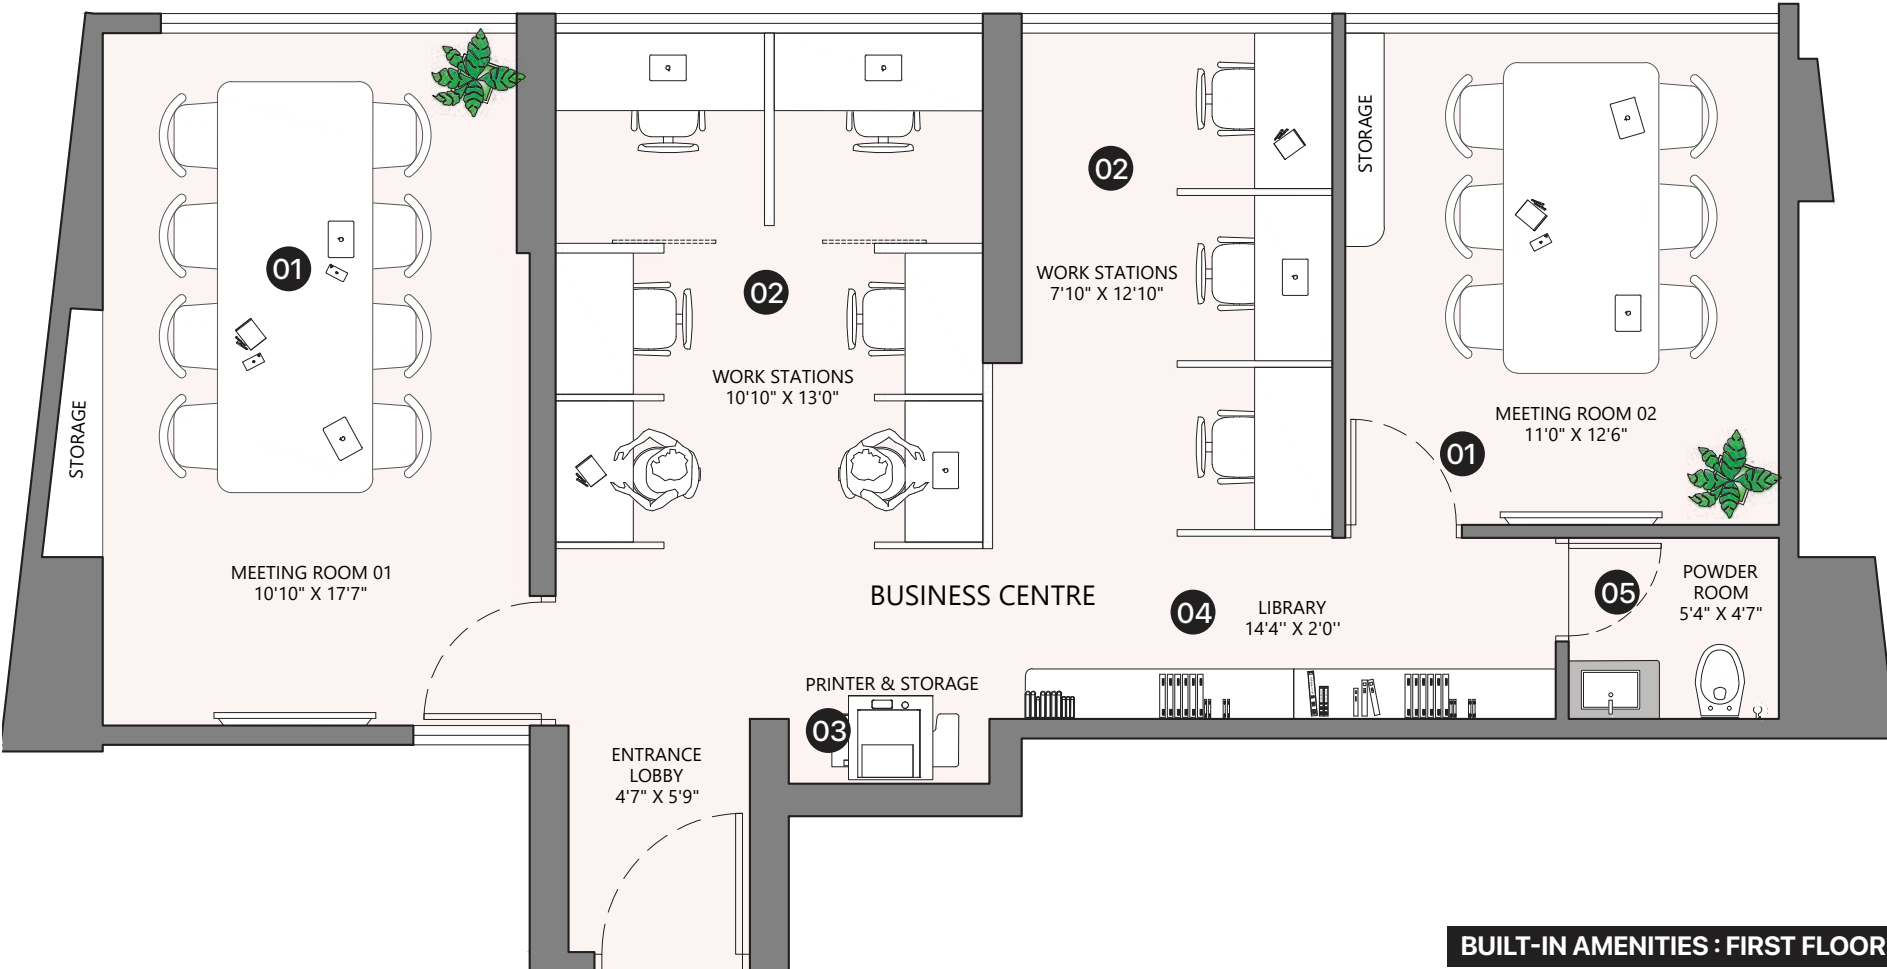 STORAGE
01
02
02
WORK STATIONS
7'10" X 12'10"
WORK STATIONS
10'10" X 13'0"
STORAGE
MEETING ROOM 02
11'0" X 12'6"
01
MEETING ROOM 01
10'10" X 17'7"
BUSINESS CENTRE
04
LIBRARY
14'4'' X 2'0''
05
POWDER
ROOM
5'4" X 4'7"
PRINTER & STORAGE
03
ENTRANCE
LOBBY
4'7" X 5'9"
BUILT-IN AMENITIES : FIRST FLOOR